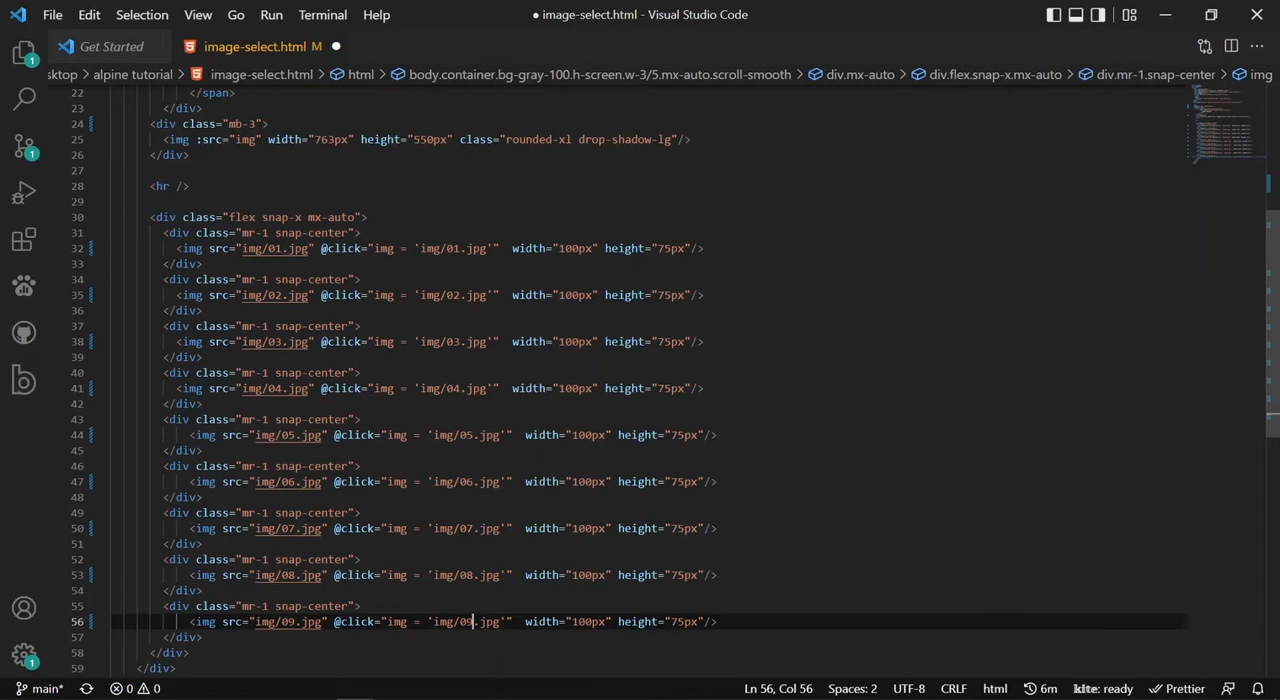 File Edit Selection View Go Run Terminal Help
● image-select.html - Visual Studio Code
Get Started
image-select.html M
sktop > alpine tutorial > image-select.html > html > body.container.bg-gray-100.h-screen.w-3/5.mx-auto.scroll-smooth > div.mx-auto > div.flex.snap-x.mx-auto > div.mr-1.snap-center > img
22 </span>
23 </div>
24 <div class="mb-3">
25 <img :src="img" width="763px" height="550px" class="rounded-xl drop-shadow-lg"/>
26 </div>
27
28 <hr />
29
30 <div class="flex snap-x mx-auto">
31 <div class="mr-1 snap-center">
32 <img src="img/01.jpg" @click="img = 'img/01.jpg'"  width="100px" height="75px"/>
33 </div>
34 <div class="mr-1 snap-center">
35 <img src="img/02.jpg" @click="img = 'img/02.jpg'"  width="100px" height="75px"/>
36 </div>
37 <div class="mr-1 snap-center">
38 <img src="img/03.jpg" @click="img = 'img/03.jpg'"  width="100px" height="75px"/>
39 </div>
40 <div class="mr-1 snap-center">
41 <img src="img/04.jpg" @click="img = 'img/04.jpg'"  width="100px" height="75px"/>
42 </div>
43 <div class="mr-1 snap-center">
44 <img src="img/05.jpg" @click="img = 'img/05.jpg'"  width="100px" height="75px"/>
45 </div>
46 <div class="mr-1 snap-center">
47 <img src="img/06.jpg" @click="img = 'img/06.jpg'"  width="100px" height="75px"/>
48 </div>
49 <div class="mr-1 snap-center">
50 <img src="img/07.jpg" @click="img = 'img/07.jpg'"  width="100px" height="75px"/>
51 </div>
52 <div class="mr-1 snap-center">
53 <img src="img/08.jpg" @click="img = 'img/08.jpg'"  width="100px" height="75px"/>
54 </div>
55 <div class="mr-1 snap-center">
56 <img src="img/09.jpg" @click="img = 'img/09.jpg'"  width="100px" height="75px"/>
57 </div>
58 </div>
59 </div>
1
1
1
main* 0 0 Ln 56, Col 56 Spaces: 2 UTF-8 CRLF html 6m kite: ready Prettier